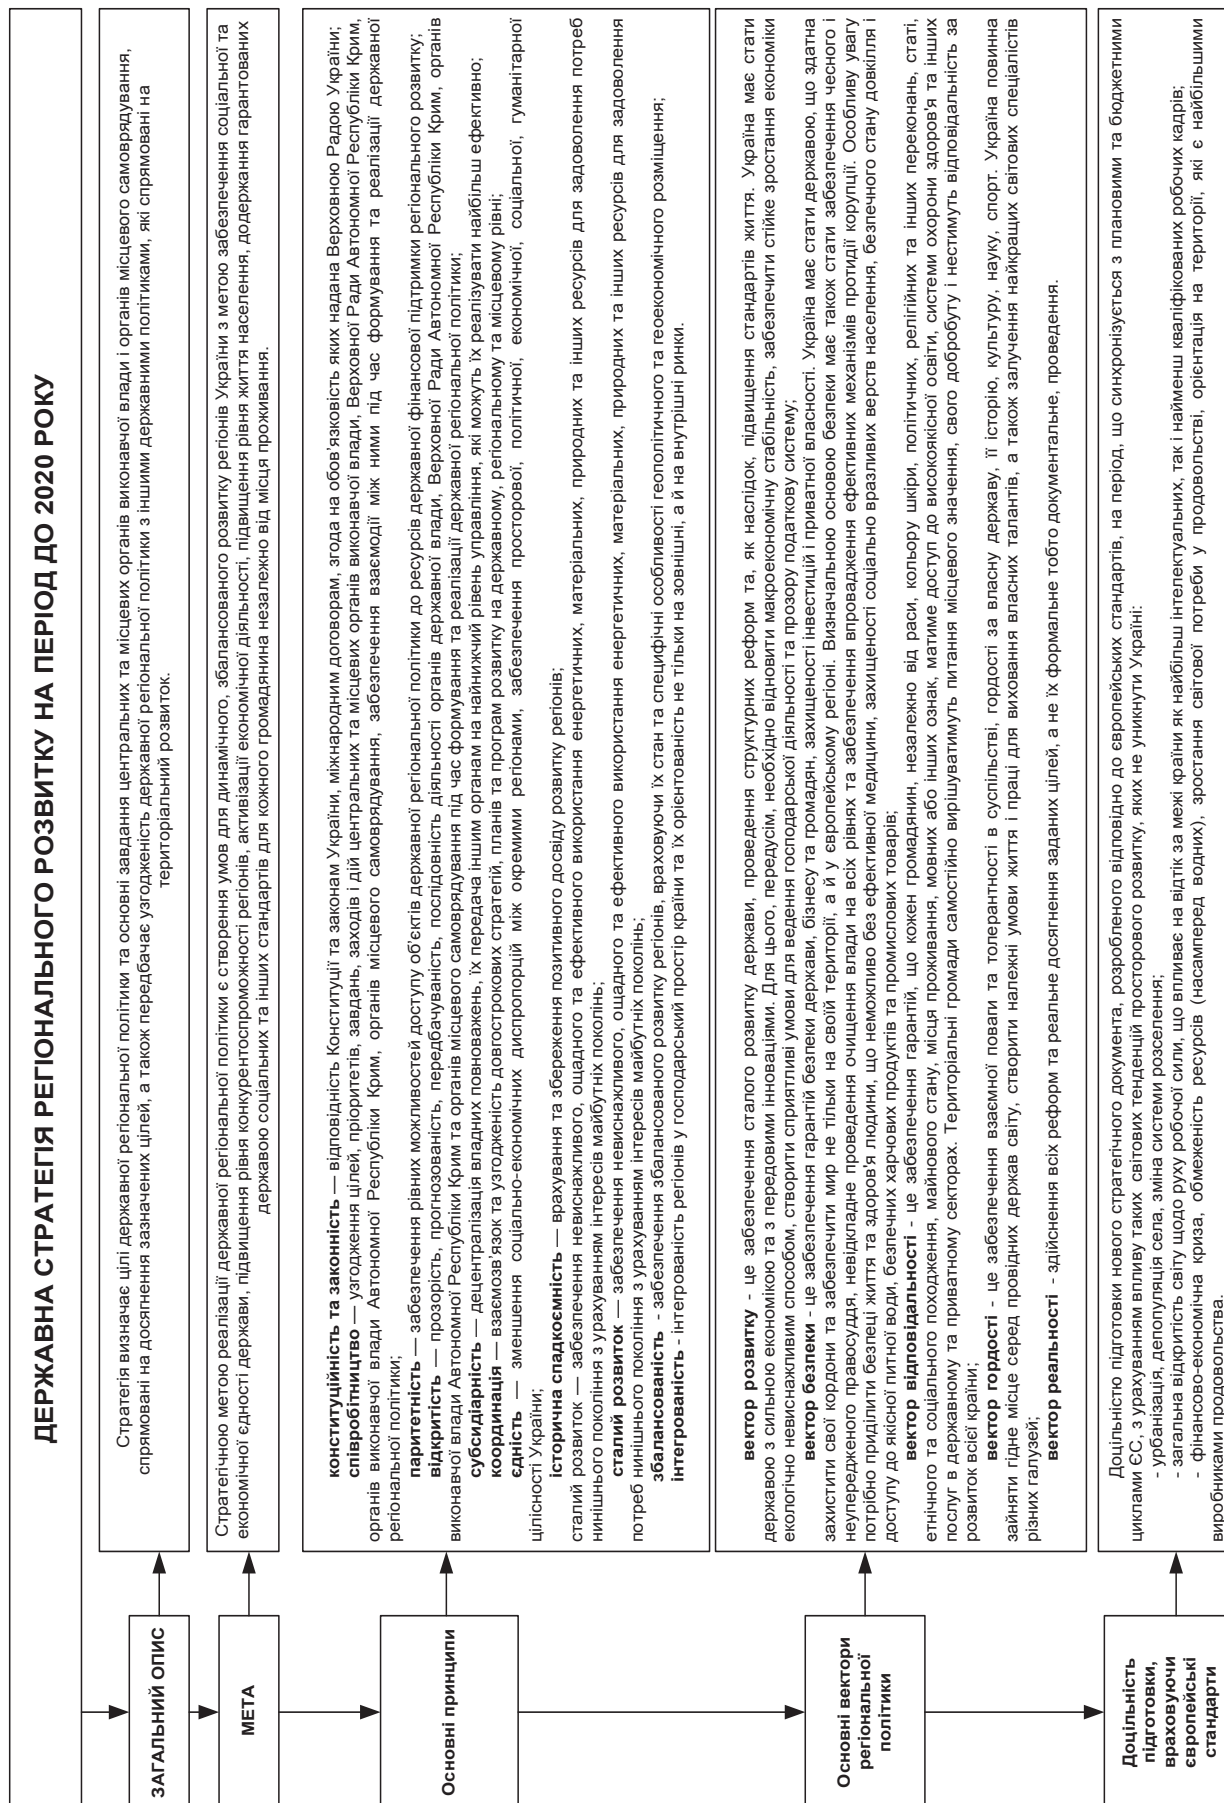 ДЕРЖАВНА СТРАТЕГІЯ РЕГІОНАЛЬНОГО РОЗВИТКУ НА ПЕРІОД ДО 2020 РОКУ
ЗАГАЛЬНИЙ ОПИС
Стратегія визначає цілі державної регіональної політики та основні завдання центральних та місцевих органів виконавчої влади і органів місцевого самоврядування,
спрямовані на досягнення зазначених цілей, а також передбачає узгодженість державної регіональної політики з іншими державними політиками, які спрямовані на
територіальний розвиток.
МЕТА
Стратегічною метою реалізації державної регіональної політики є створення умов для динамічного, збалансованого розвитку регіонів України з метою забезпечення соціальної та
економічної єдності держави, підвищення рівня конкурентоспроможності регіонів, активізації економічної діяльності, підвищення рівня життя населення, додержання гарантованих
державою соціальних та інших стандартів для кожного громадянина незалежно від місця проживання.
Основні принципи
конституційність та законність — відповідність Конституції та законам України, міжнародним договорам, згода на обов'язковість яких надана Верховною Радою України;
співробітництво — узгодження цілей, пріоритетів, завдань, заходів і дій центральних та місцевих органів виконавчої влади, Верховної Ради Автономної Республіки Крим,
органів виконавчої влади Автономної Республіки Крим, органів місцевого самоврядування, забезпечення взаємодії між ними під час формування та реалізації державної
регіональної політики;
паритетність — забезпечення рівних можливостей доступу об'єктів державної регіональної політики до ресурсів державної фінансової підтримки регіонального розвитку;
відкритість — прозорість, прогнозованість, передбачуваність, послідовність діяльності органів державної влади, Верховної Ради Автономної Республіки Крим, органів
виконавчої влади Автономної Республіки Крим та органів місцевого самоврядування під час формування та реалізації державної регіональної політики;
субсидіарність — децентралізація владних повноважень, їх передача іншим органам на найнижчий рівень управління, які можуть їх реалізувати найбільш ефективно;
координація — взаємозв'язок та узгодженість довгострокових стратегій, планів та програм розвитку на державному, регіональному та місцевому рівні;
єдність — зменшення соціально-економічних диспропорцій між окремими регіонами, забезпечення просторової, політичної, економічної, соціальної, гуманітарної
цілісності України;
історична спадкоємність — врахування та збереження позитивного досвіду розвитку регіонів;
сталий розвиток — забезпечення невиснажливого, ощадного та ефективного використання енергетичних, матеріальних, природних та інших ресурсів для задоволення потреб
нинішнього покоління з урахуванням інтересів майбутніх поколінь;
сталий розвиток — забезпечення невиснажливого, ощадного та ефективного використання енергетичних, матеріальних, природних та інших ресурсів для задоволення
потреб нинішнього покоління з урахуванням інтересів майбутніх поколінь;
збалансованість - забезпечення збалансованого розвитку регіонів, враховуючи їх стан та специфічні особливості геополітичного та геоекономічного розміщення;
інтегрованість - інтегрованість регіонів у господарський простір країни та їх орієнтованість не тільки на зовнішні, а й на внутрішні ринки.
Основні вектори
регіональної
політики
вектор розвитку - це забезпечення сталого розвитку держави, проведення структурних реформ та, як наслідок, підвищення стандартів життя. Україна має стати
державою з сильною економікою та з передовими інноваціями. Для цього, передусім, необхідно відновити макроекономічну стабільність, забезпечити стійке зростання економіки
екологічно невиснажливим способом, створити сприятливі умови для ведення господарської діяльності та прозору податкову систему;
вектор безпеки - це забезпечення гарантій безпеки держави, бізнесу та громадян, захищеності інвестицій і приватної власності. Україна має стати державою, що здатна
захистити свої кордони та забезпечити мир не тільки на своїй території, а й у європейському регіоні. Визначальною основою безпеки має також стати забезпечення чесного і
неупередженого правосуддя, невідкладне проведення очищення влади на всіх рівнях та забезпечення впровадження ефективних механізмів протидії корупції. Особливу увагу
потрібно приділити безпеці життя та здоров'я людини, що неможливо без ефективної медицини, захищеності соціально вразливих верств населення, безпечного стану довкілля і
доступу до якісної питної води, безпечних харчових продуктів та промислових товарів;
вектор відповідальності - це забезпечення гарантій, що кожен громадянин, незалежно від раси, кольору шкіри, політичних, релігійних та інших переконань, статі,
етнічного та соціального походження, майнового стану, місця проживання, мовних або інших ознак, матиме доступ до високоякісної освіти, системи охорони здоров'я та інших
послуг в державному та приватному секторах. Територіальні громади самостійно вирішуватимуть питання місцевого значення, свого добробуту і нестимуть відповідальність за
розвиток всієї країни;
вектор гордості - це забезпечення взаємної поваги та толерантності в суспільстві, гордості за власну державу, її історію, культуру, науку, спорт. Україна повинна
зайняти гідне місце серед провідних держав світу, створити належні умови життя і праці для виховання власних талантів, а також залучення найкращих світових спеціалістів
різних галузей;
вектор реальності - здійснення всіх реформ та реальне досягнення заданих цілей, а не їх формальне тобто документальне, проведення.
Доцільність
підготовки,
враховуючи
європейські
стандарти
Доцільністю підготовки нового стратегічного документа, розробленого відповідно до європейських стандартів, на період, що синхронізується з плановими та бюджетними
циклами ЄС, з урахуванням впливу таких світових тенденцій просторового розвитку, яких не уникнути Україні:
- урбанізація, депопуляція села, зміна системи розселення;
- загальна відкритість світу щодо руху робочої сили, що впливає на відтік за межі країни як найбільш інтелектуальних, так і найменш кваліфікованих робочих кадрів;
- фінансово-економічна криза, обмеженість ресурсів (насамперед водних), зростання світової потреби у продовольстві, орієнтація на території, які є найбільшими
виробниками продовольства.